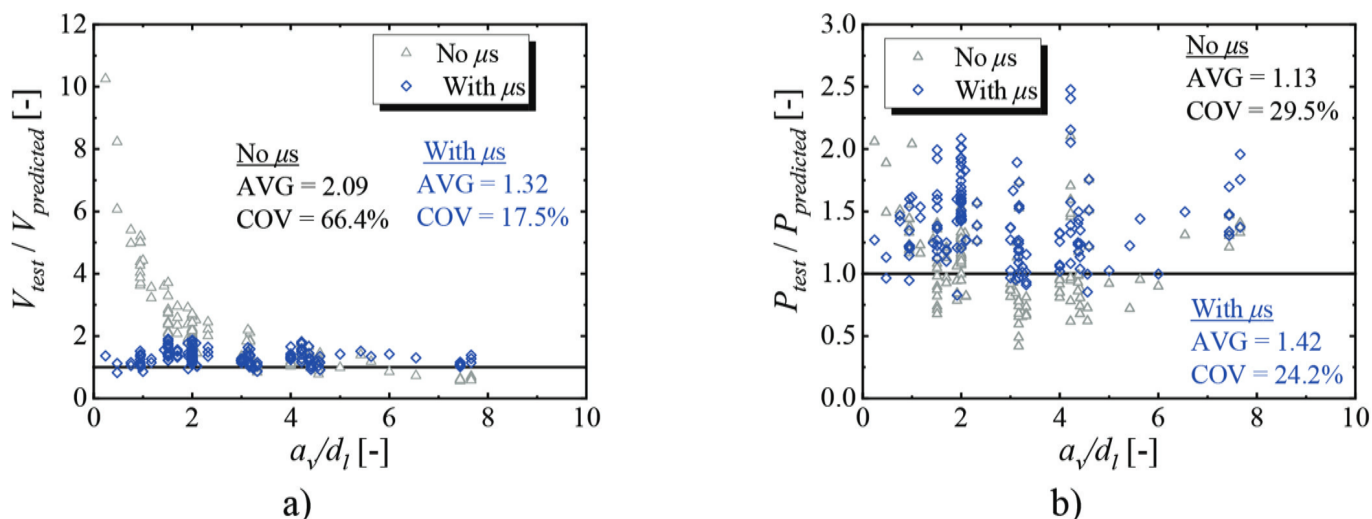 12
10
8
6
4
2
0
V_test / V_predicted [-]
No μs
With μs
No μs
AVG = 2.09
COV = 66.4%
With μs
AVG = 1.32
COV = 17.5%
0 2 4 6 8 10
a_v/d_l [-]
a)
3.0
2.5
2.0
1.5
1.0
0.5
0.0
P_test / P_predicted [-]
No μs
With μs
No μs
AVG = 1.13
COV = 29.5%
With μs
AVG = 1.42
COV = 24.2%
0 2 4 6 8 10
a_v/d_l [-]
b)